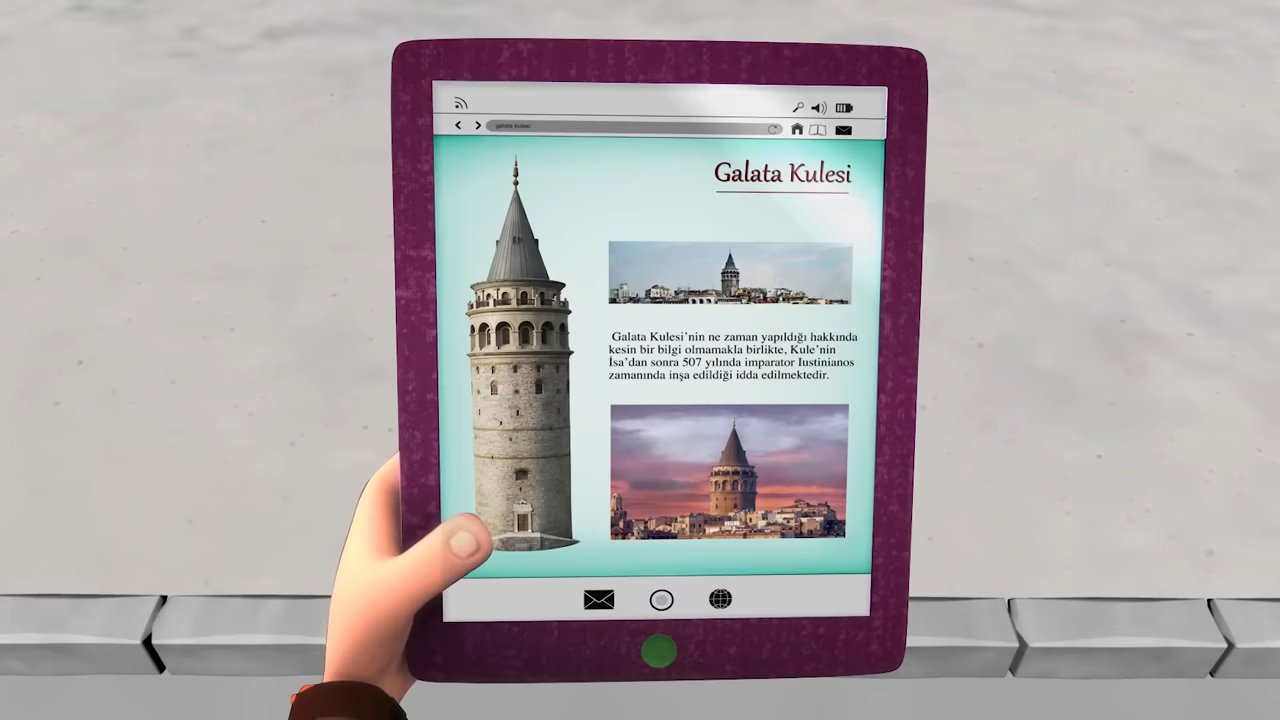 galata kulesi
Galata Kulesi
Galata Kulesi'nin ne zaman yapıldığı hakkında
kesin bir bilgi olmamakla birlikte, Kule'nin
İsa'dan sonra 507 yılında imparator Iustinianos
zamanında inşa edildiği idda edilmektedir.